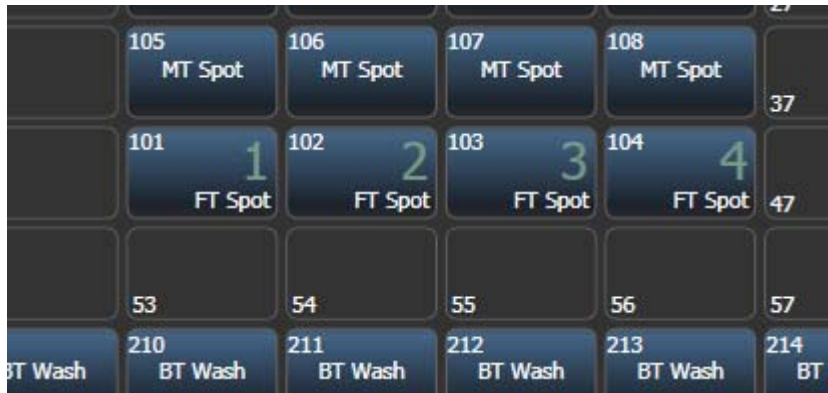 105 106 107 108
MT Spot MT Spot MT Spot MT Spot
37
101 1 102 2 103 3 104 4
FT Spot FT Spot FT Spot FT Spot 47
53 54 55 56 57
210 211 212 213 214
BT Wash BT Wash BT Wash BT Wash BT Wash BT